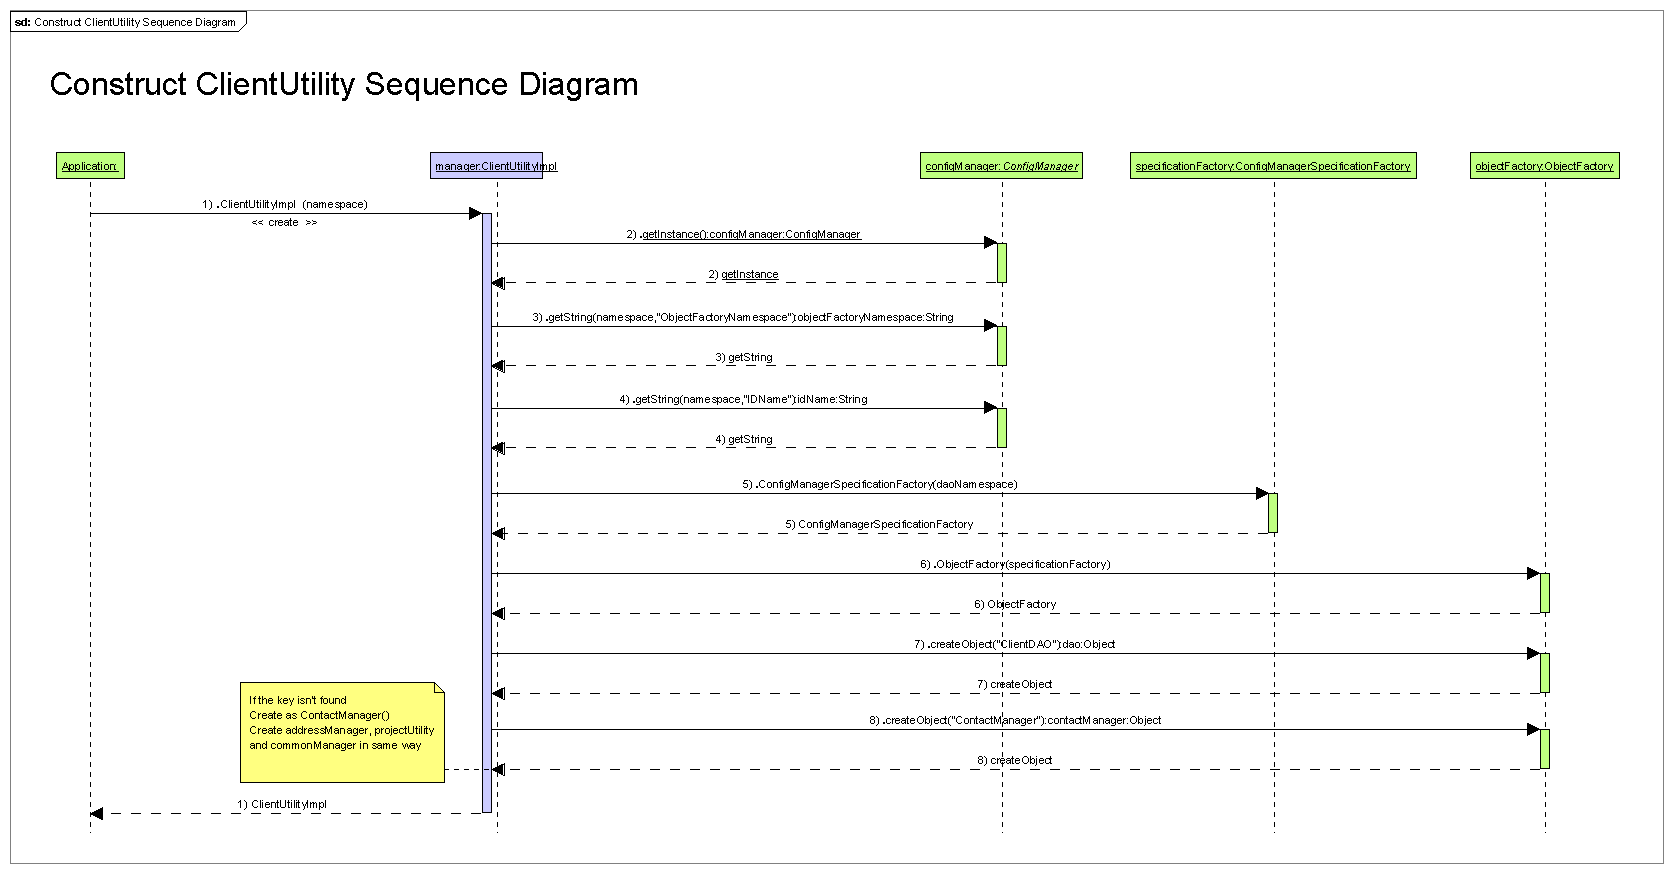 sd: Construct ClientUtility Sequence Diagram
Construct ClientUtility Sequence Diagram
Application:
manager:ClientUtilityImpl
configManager:ConfigManager
specificationFactory:ConfigManagerSpecificationFactory
objectFactory:ObjectFactory
1) .ClientUtilityImpl (namespace)
<< create >>
2) .getInstance():configManager:ConfigManager
2) getInstance
3) .getString(namespace,"ObjectFactoryNamespace"):objectFactoryNamespace:String
3) getString
4) .getString(namespace,"IDName"):idName:String
4) getString
5) .ConfigManagerSpecificationFactory(daoNamespace)
5) ConfigManagerSpecificationFactory
6) .ObjectFactory(specificationFactory)
6) ObjectFactory
7) .createObject("ClientDAO"):dao:Object
7) createObject
If the key isn't found
Create as ContactManager()
Create addressManager, projectUtility
and commonManager in same way
8) .createObject("ContactManager"):contactManager:Object
8) createObject
1) ClientUtilityImpl